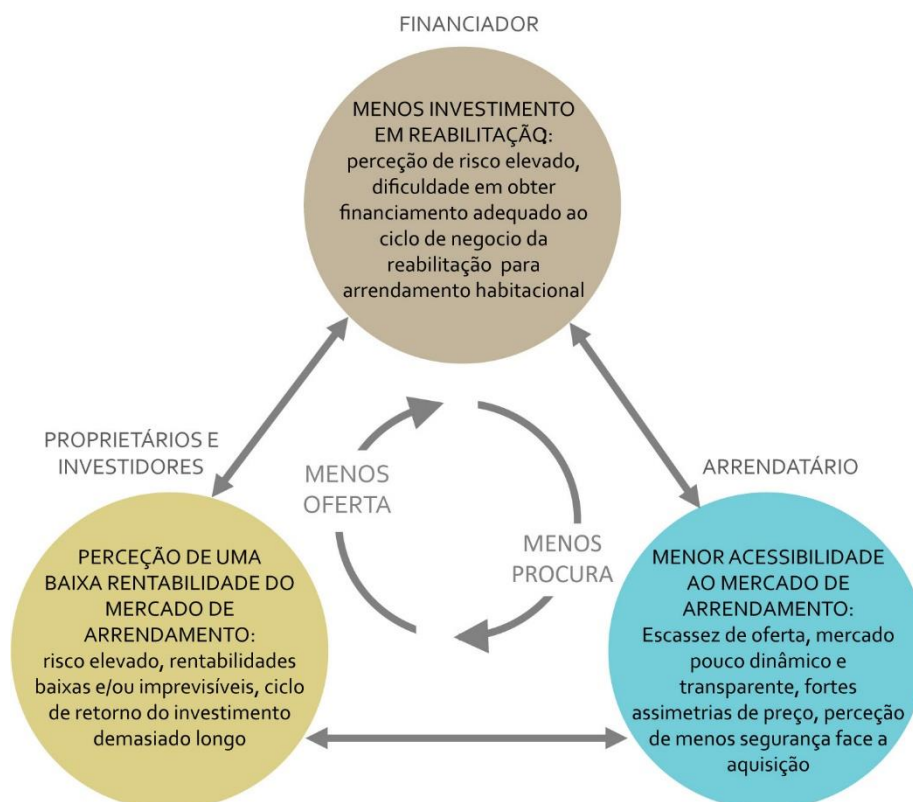 FINANCIADOR
MENOS INVESTIMENTO
EM REABILITAÇÃO:
perceção de risco elevado,
dificuldade em obter
financiamento adequado ao
ciclo de negocio da
reabilitação para
arrendamento habitacional
PROPRIETÁRIOS E
INVESTIDORES
MENOS
OFERTA
MENOS
PROCURA
ARRENDATÁRIO
PERCEÇÃO DE UMA
BAIXA RENTABILIDADE DO
MERCADO DE
ARRENDAMENTO:
risco elevado, rentabilidades
baixas e/ou imprevisíveis, ciclo
de retorno do investimento
demasiado longo
MENOR ACESSIBILIDADE
AO MERCADO DE
ARRENDAMENTO:
Escassez de oferta, mercado
pouco dinâmico e
transparente, fortes
assimetrias de preço, perceção
de menos segurança face a
aquisição